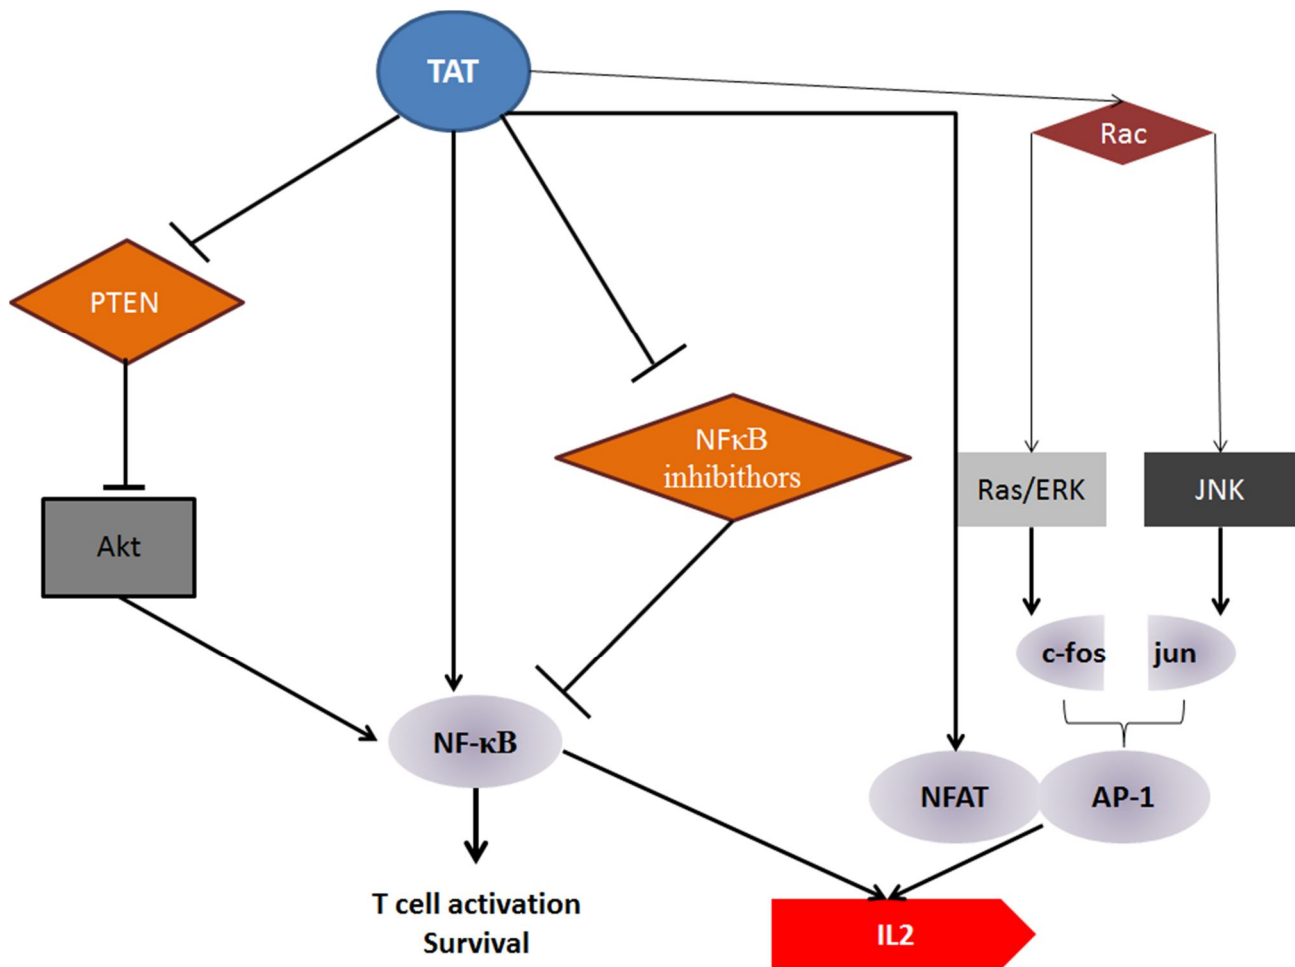 TAT
Rac
PTEN
NFκB
inhibithors
Ras/ERK
JNK
Akt
c-fos
jun
NF-κB
NFAT
AP-1
T cell activation
Survival
IL2